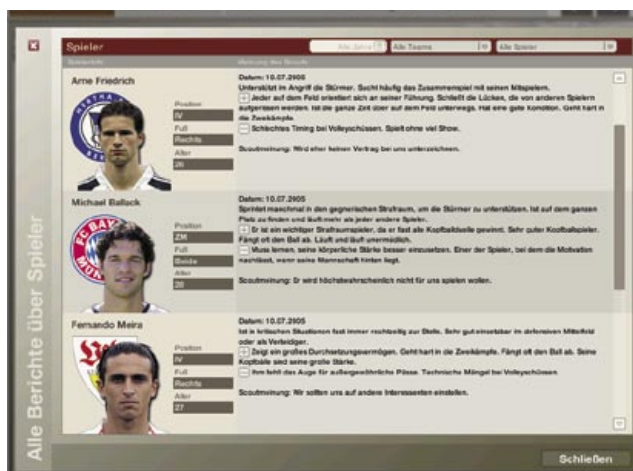 Spieler
Alle Jahre
Alle Teams
Alle Spieler
Arne Friedrich
Position
IV
Fuß
Rechts
Alter
26
Datum: 10.07.2005
Unterstützt im Angriff die Stürmer. Sucht häufig das Zusammenspiel mit seinen Mitspielern.
Jeder auf dem Feld orientiert sich an seiner Führung. Schließt die Lücken, die von anderen Spielern
aufgerissen werden. Ist die ganze Zeit über auf dem Feld unterwegs. Hat eine gute Kondition. Geht hart in
die Zweikämpfe.
Schlechtes Timing bei Volleyschüssen. Spielt ohne viel Show.
Scoutmeinung: Wird eher keinen Vertrag bei uns unterzeichnen.
Michael Ballack
Position
ZM
Fuß
Beide
Alter
28
Datum: 10.07.2005
Sprintet manchmal in den gegnerischen Strafraum, um die Stürmer zu unterstützen. Ist auf dem ganzen
Platz zu finden und läuft mehr als jeder andere Spieler.
Er ist ein wichtiger Strafraumspieler, da er fast alle Kopfballduelle gewinnt. Sehr guter Kopfballspieler.
Fängt oft den Ball ab. Läuft und läuft unermüdlich.
Muss lernen, seine körperliche Stärke besser einzusetzen. Einer der Spieler, bei dem die Motivation
nachlässt, wenn seine Mannschaft hinten liegt.
Scoutmeinung: Er wird höchstwahrscheinlich nicht für uns spielen wollen.
Fernando Meira
Position
IV
Fuß
Rechts
Alter
27
Datum: 10.07.2005
Ist in kritischen Situationen fast immer rechtzeitig zur Stelle. Sehr gut einsetzbar im defensiven Mittelfeld
oder als Verteidiger.
Zeigt ein großes Durchsetzungsvermögen. Geht hart in die Zweikämpfe. Fängt oft den Ball ab. Seine
Kopfbälle sind seine große Stärke.
Ihm fehlt das Auge für außergewöhnliche Pässe. Technische Mängel bei Volleyschüssen
Scoutmeinung: Wir sollten uns auf andere Interessenten einstellen.
Alle Berichte über Spieler
Schließen